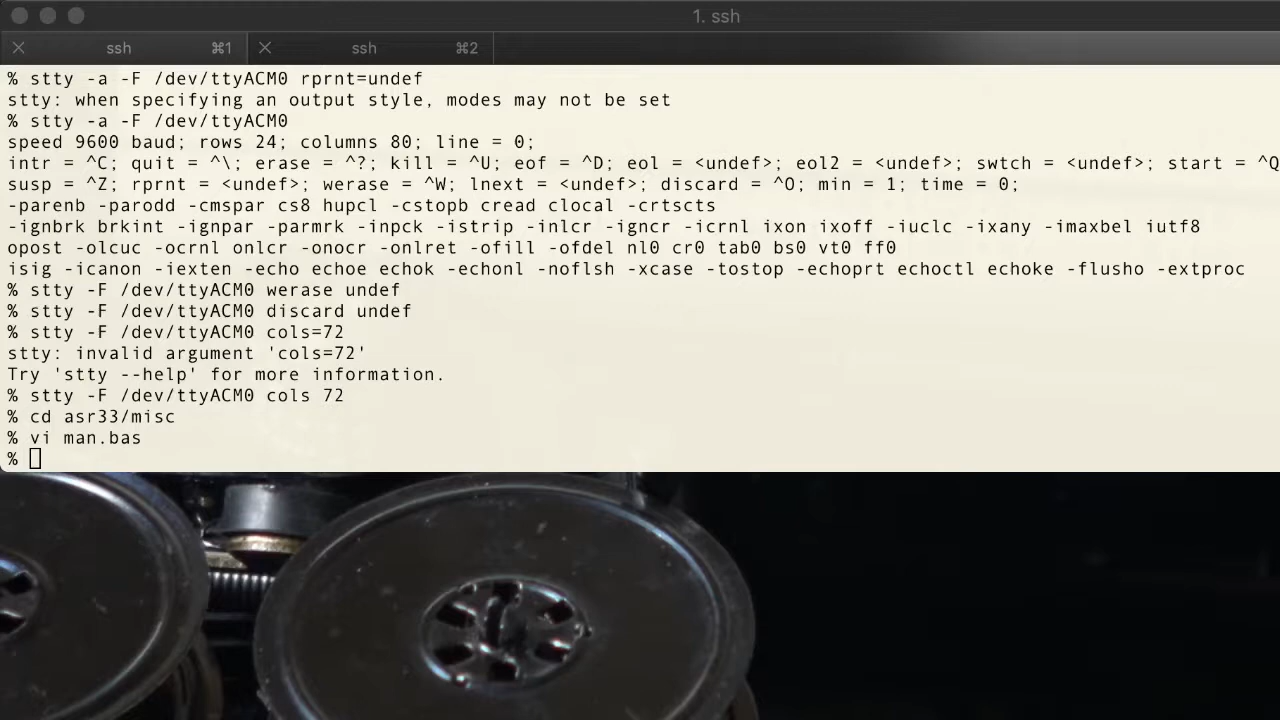 1. ssh
ssh ⌘1 ssh ⌘2
% stty -a -F /dev/ttyACM0 rprnt=undef
stty: when specifying an output style, modes may not be set
% stty -a -F /dev/ttyACM0
speed 9600 baud; rows 24; columns 80; line = 0;
intr = ^C; quit = ^\; erase = ^?; kill = ^U; eof = ^D; eol = <undef>; eol2 = <undef>; swtch = <undef>; start = ^Q
susp = ^Z; rprnt = <undef>; werase = ^W; lnext = <undef>; discard = ^O; min = 1; time = 0;
-parenb -parodd -cmspar cs8 hupcl -cstopb cread clocal -crtscts
-ignbrk brkint -ignpar -parmrk -inpck -istrip -inlcr -igncr -icrnl ixon ixoff -iuclc -ixany -imaxbel iutf8
opost -olcuc -ocrnl onlcr -onocr -onlret -ofill -ofdel nl0 cr0 tab0 bs0 vt0 ff0
isig -icanon -iexten -echo echoe echok -echonl -noflsh -xcase -tostop -echoprt echoctl echoke -flusho -extproc
% stty -F /dev/ttyACM0 werase undef
% stty -F /dev/ttyACM0 discard undef
% stty -F /dev/ttyACM0 cols=72
stty: invalid argument 'cols=72'
Try 'stty --help' for more information.
% stty -F /dev/ttyACM0 cols 72
% cd asr33/misc
% vi man.bas
%